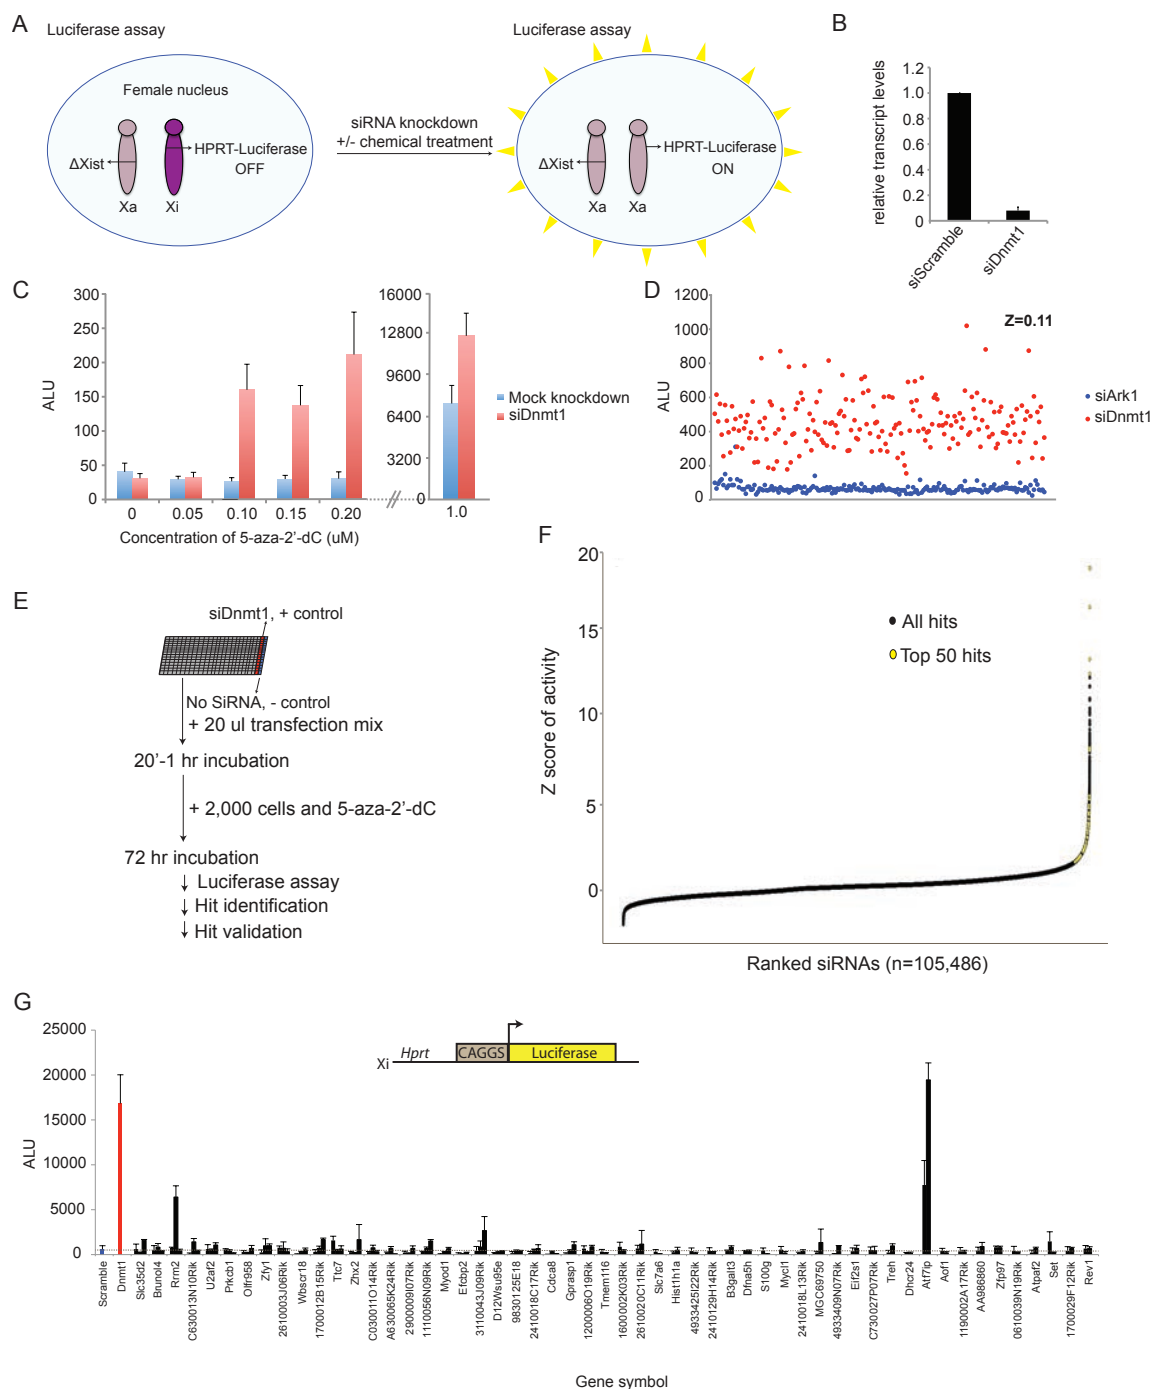 A
Luciferase assay
Female nucleus
ΔXist
HPRT-Luciferase
OFF
Xa
Xi
siRNA knockdown
+/- chemical treatment
Luciferase assay
ΔXist
HPRT-Luciferase
ON
Xa
Xa
B
relative transcript levels
1.2
1.0
0.8
0.6
0.4
0.2
0
siScramble
siDnmt1
C
ALU
300
250
200
150
100
50
0
16000
12800
9600
6400
3200
0
Mock knockdown
siDnmt1
0
0.05
0.10
0.15
0.20
1.0
Concentration of 5-aza-2'-dC (uM)
D
ALU
1200
1000
800
600
400
200
0
Z=0.11
siArk1
siDnmt1
E
siDnmt1, + control
No SiRNA, - control
+ 20 ul transfection mix
20'-1 hr incubation
+ 2,000 cells and 5-aza-2'-dC
72 hr incubation
Luciferase assay
Hit identification
Hit validation
F
Z score of activity
20
15
10
5
0
All hits
Top 50 hits
Ranked siRNAs (n=105,486)
G
ALU
25000
20000
15000
10000
5000
0
Xi
Hprt
CAGGS
Luciferase
Scramble
Dnmt1
Slc35d2
Brunol4
Rrm2
C630013N10Rik
U2af2
Prkcb1
Olfr958
Zfy1
2610003J06Rik
Wbscr18
1700012B15Rik
Ttc7
Zhx2
C030011O14Rik
A630065K24Rik
2900009I07Rik
1110056N09Rik
Myod1
Efcbp2
3110043J09Rik
D12Wsu95e
9830125E18
2410018C17Rik
Cdca8
Gprasp1
1200006O19Rik
Tmem116
1600002K03Rik
2610020C11Rik
Slc7a6
Hist1h1a
4933425I22Rik
2410129H14Rik
B3galt3
Dfna5h
S100g
Mycl1
2410018L13Rik
MGC69750
4933409N07Rik
Eif2s1
C730027P07Rik
Treh
Dhcr24
Atf7ip
Aof1
1190002A17Rik
AA986860
Zfp97
0610039N19Rik
Atpaf2
Set
1700029F12Rik
Rev1
Gene symbol